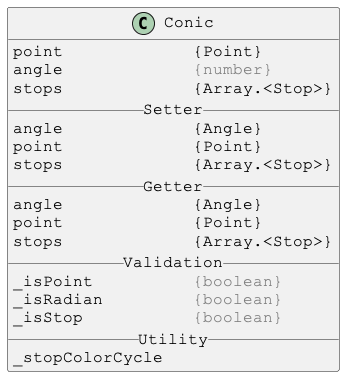 C Conic
point {Point}
angle {number}
stops {Array.<Stop>}
Setter
angle {Angle}
point {Point}
stops {Array.<Stop>}
Getter
angle {Angle}
point {Point}
stops {Array.<Stop>}
Validation
_isPoint {boolean}
_isRadian {boolean}
_isStop {boolean}
Utility
_stopColorCycle